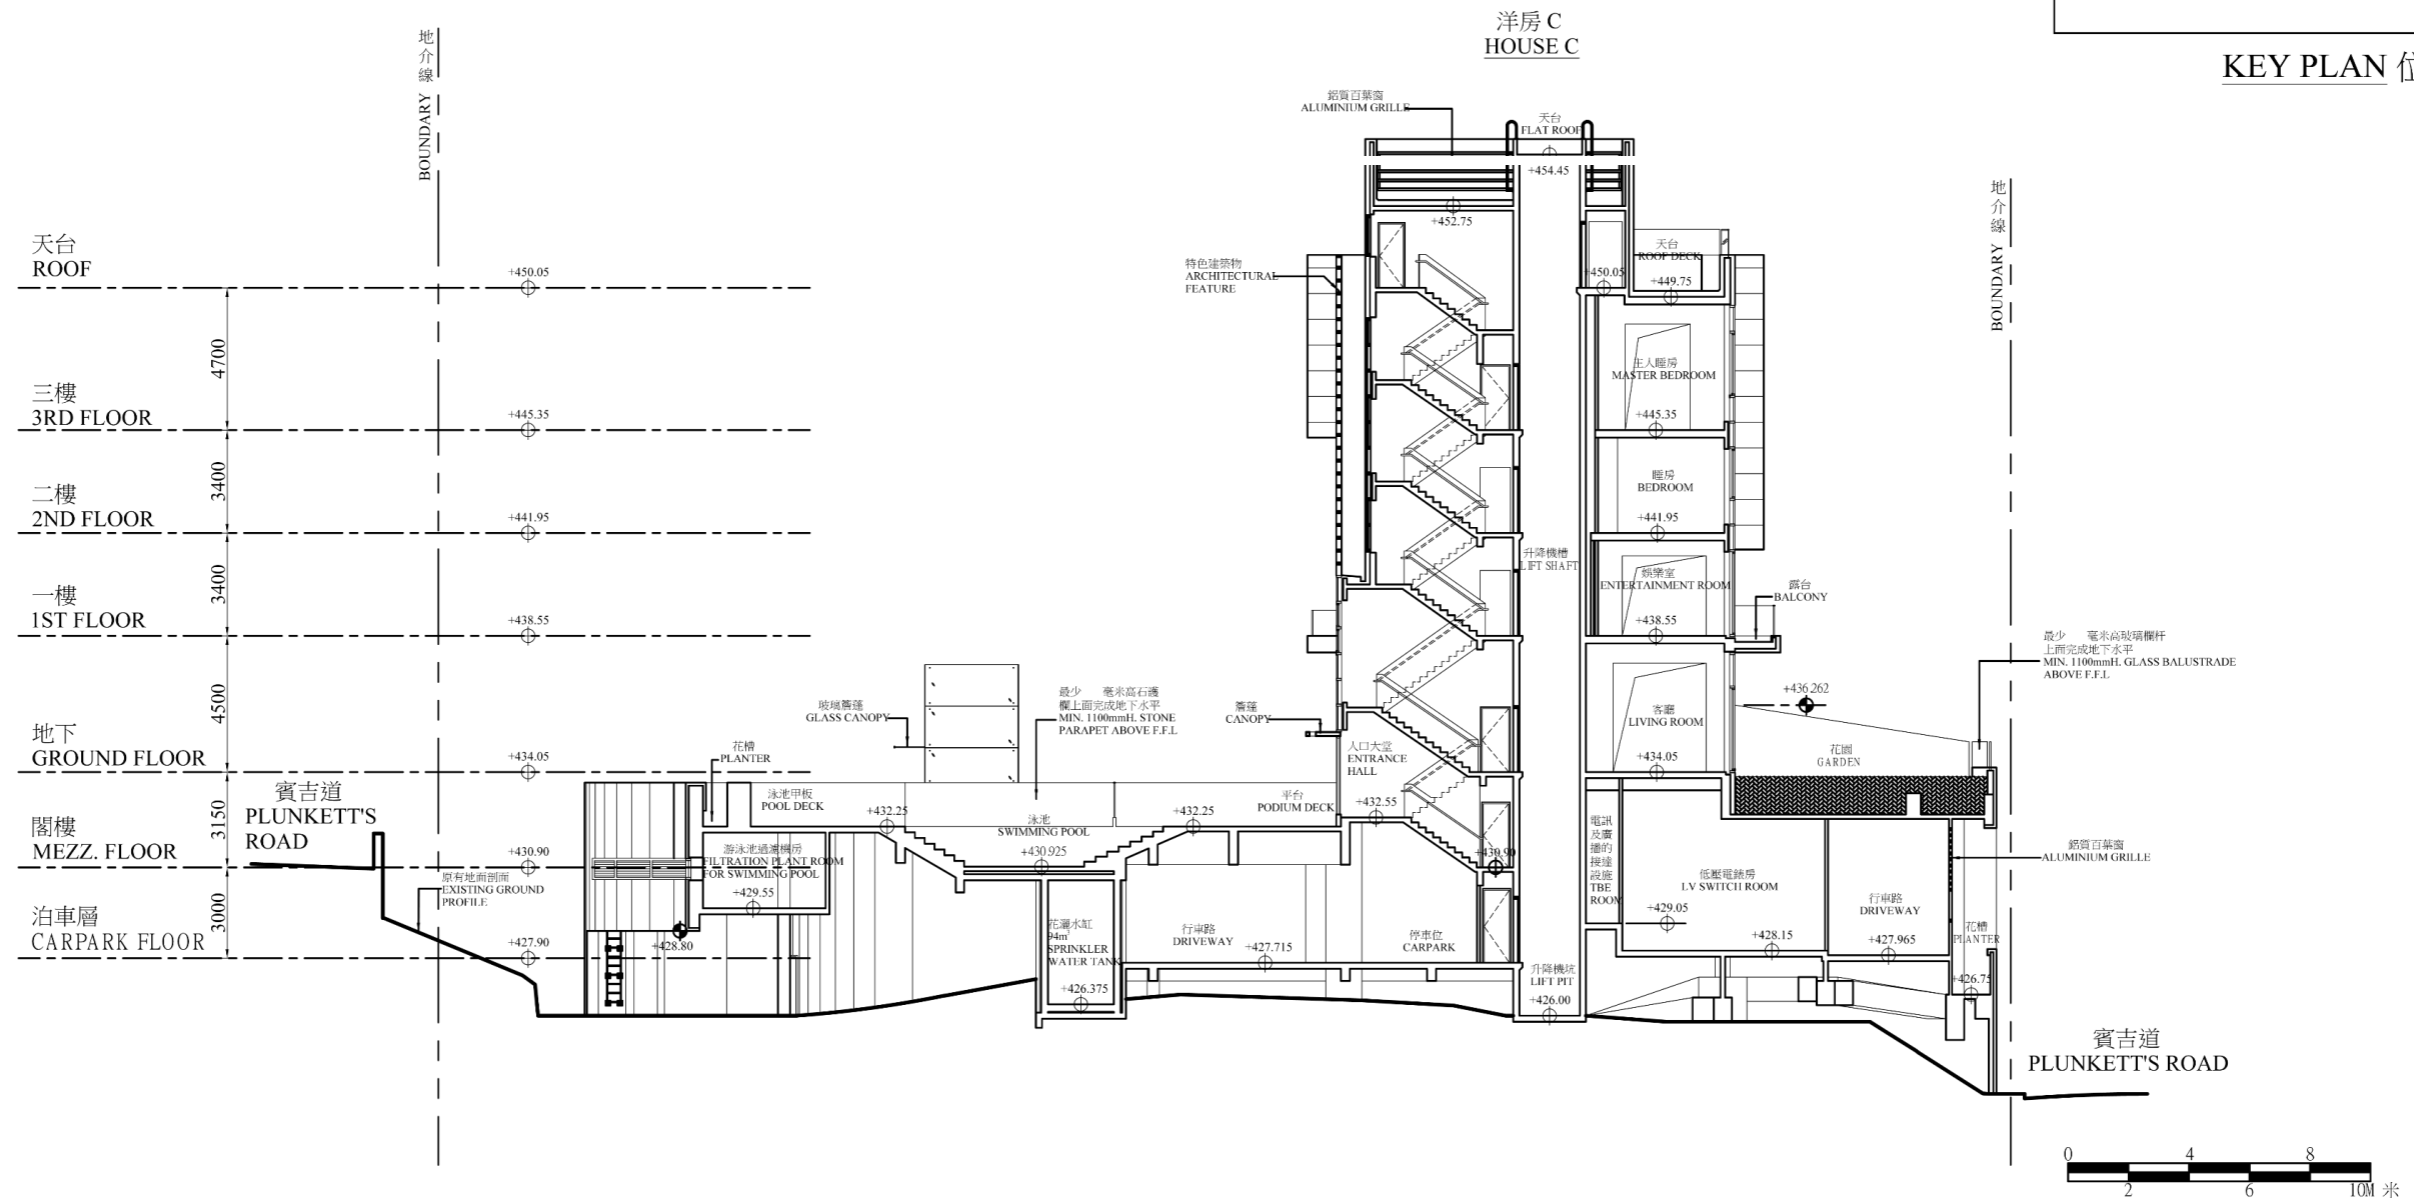 洋房 C
HOUSE C
KEY PLAN
地介線 BOUNDARY
鋁質百葉窗
ALUMINIUM GRILLE
天台
FLAT ROOF
+454.45
+452.75
地介線 BOUNDARY
天台
ROOF
+450.05
特色建築物
ARCHITECTURAL
FEATURE
天台
ROOF DECK
+450.05
+449.75
4700
主人睡房
MASTER BEDROOM
三樓
3RD FLOOR
+445.35
+445.35
3400
睡房
BEDROOM
二樓
2ND FLOOR
+441.95
+441.95
3400
升降機槽
LIFT SHAFT
娛樂室
ENTERTAINMENT ROOM
露台
BALCONY
一樓
1ST FLOOR
+438.55
+438.55
最少 毫米高玻璃欄杆
上面完成地下水平
MIN. 1100mmH. GLASS BALUSTRADE
ABOVE F.F.L
4500
玻璃簷蓬
GLASS CANOPY
最少 毫米高石護
欄上面完成地下水平
MIN. 1100mmH. STONE
PARAPET ABOVE F.F.L
簷蓬
CANOPY
客廳
LIVING ROOM
+436.262
地下
GROUND FLOOR
+434.05
花槽
PLANTER
入口大堂
ENTRANCE
HALL
+434.05
花園
GARDEN
賓吉道
PLUNKETT'S
ROAD
3150
泳池甲板
POOL DECK
+432.25
泳池
SWIMMING POOL
+432.25
平台
PODIUM DECK
+432.55
閣樓
MEZZ. FLOOR
+430.90
游泳池過濾機房
FILTRATION PLANT ROOM
FOR SWIMMING POOL
+429.55
+430.925
+430.90
電訊及廣播的接達設施
TBE
ROOM
鋁質百葉窗
ALUMINIUM GRILLE
原有地面剖面
EXISTING GROUND
PROFILE
3000
低壓電錶房
LV SWITCH ROOM
+429.05
行車路
DRIVEWAY
泊車層
CARPARK FLOOR
+427.90
+428.80
花灑水缸
94m³
SPRINKLER
WATER TANK
+426.375
行車路
DRIVEWAY
+427.715
停車位
CARPARK
+428.15
+427.965
花槽
PLANTER
+426.75
升降機坑
LIFT PIT
+426.00
賓吉道
PLUNKETT'S ROAD
0 4 8
2 6 10M 米